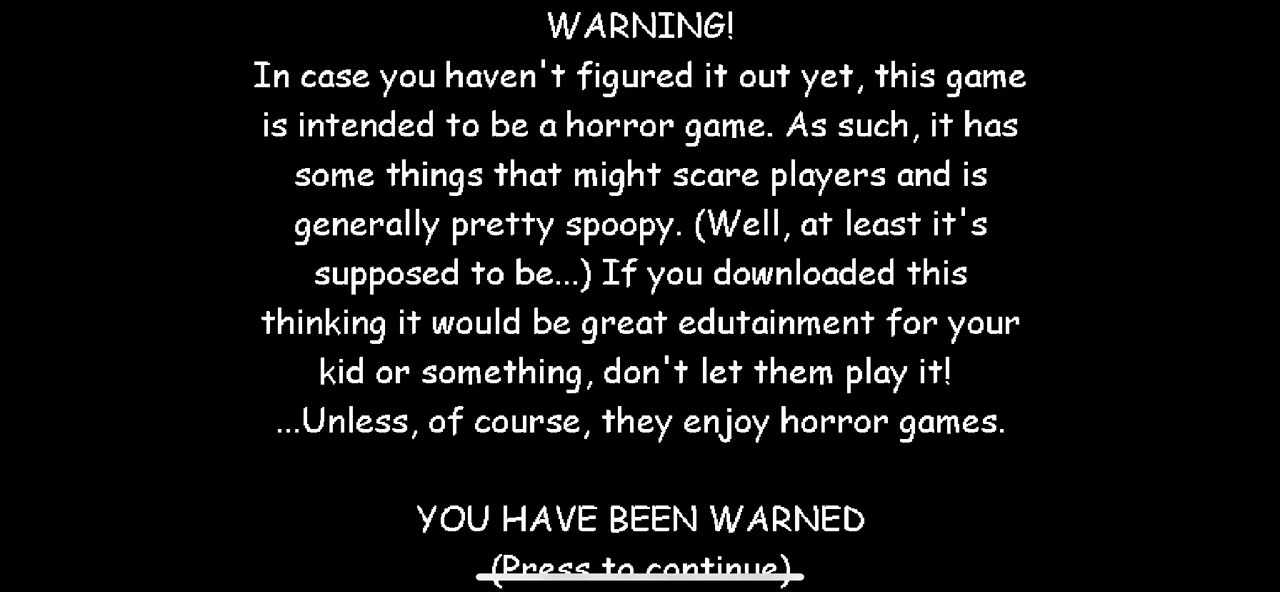 WARNING!
In case you haven't figured it out yet, this game
is intended to be a horror game. As such, it has
some things that might scare players and is
generally pretty spoopy. (Well, at least it's
supposed to be...) If you downloaded this
thinking it would be great edutainment for your
kid or something, don't let them play it!
...Unless, of course, they enjoy horror games.
YOU HAVE BEEN WARNED
(Press to continue)